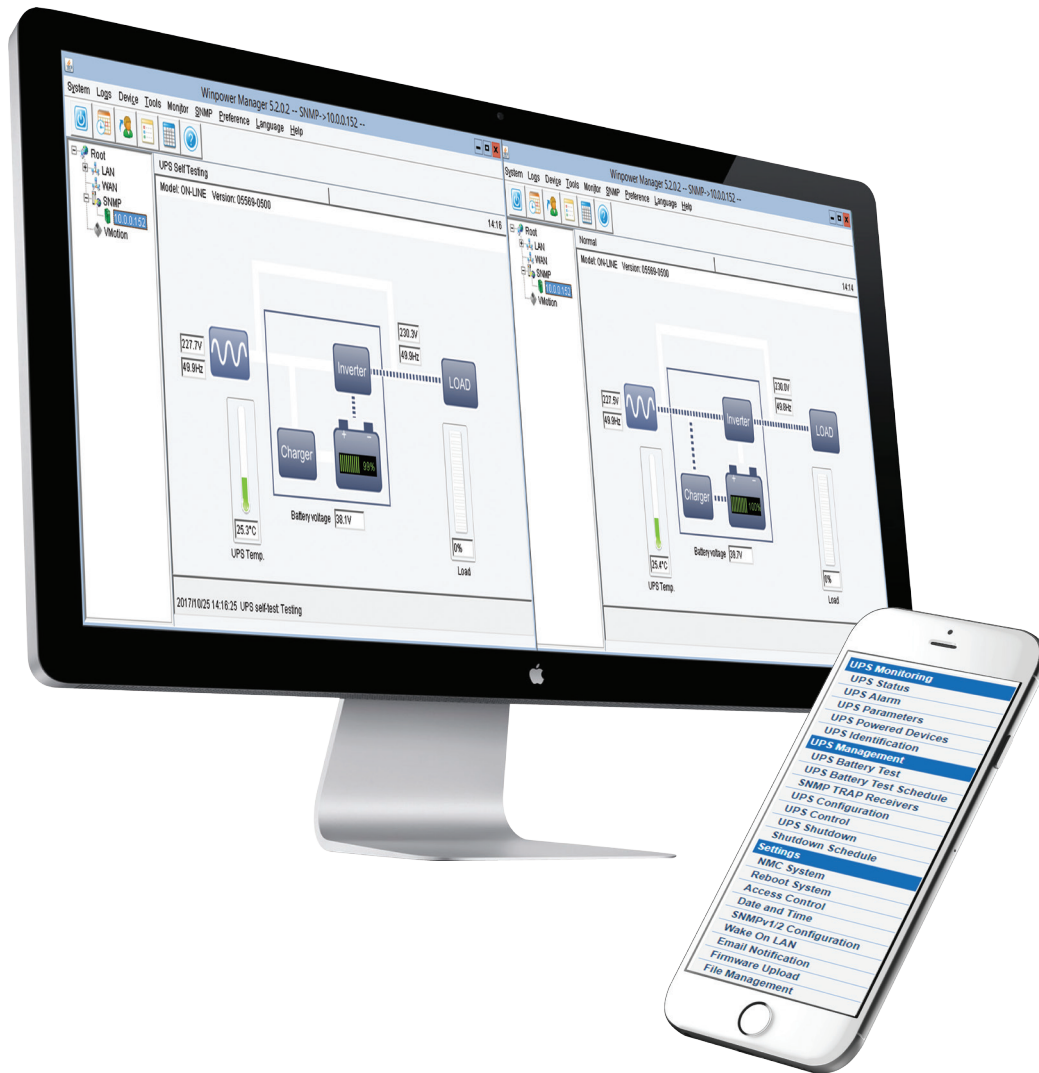 Winpower Manager 5.2.0.2 -- SNMP->10.0.0.152 --
System Logs Device Tools Monitor SNMP Preference Language Help
Root
LAN
WAN
SNMP
10.0.0.152
VMotion
UPS Self Testing
Model: ON-LINE Version: 05569-0500
14:16
227.7V
49.9Hz
230.3V
49.9Hz
Inverter
LOAD
Charger
+ -
99%
Battery voltage 38.1V
25.3°C
UPS Temp.
0%
Load
2017/10/25 14:16:25 UPS self-test Testing
Winpower Manager 5.2.0.2 -- SNMP->10.0.0.152 --
System Logs Device Tools Monitor SNMP Preference Language Help
Root
LAN
WAN
SNMP
10.0.0.152
VMotion
Normal
Model: ON-LINE Version: 05569-0500
14:14
227.5V
49.9Hz
230.0V
49.8Hz
Inverter
LOAD
Charger
+ -
100%
Battery voltage 39.7V
25.4°C
UPS Temp.
0%
Load
UPS Monitoring
UPS Status
UPS Alarm
UPS Parameters
UPS Powered Devices
UPS Identification
UPS Management
UPS Battery Test
UPS Battery Test Schedule
SNMP TRAP Receivers
UPS Configuration
UPS Control
UPS Shutdown
Shutdown Schedule
Settings
NMC System
Reboot System
Access Control
Date and Time
SNMPv1/2 Configuration
Wake On LAN
Email Notification
Firmware Upload
File Management